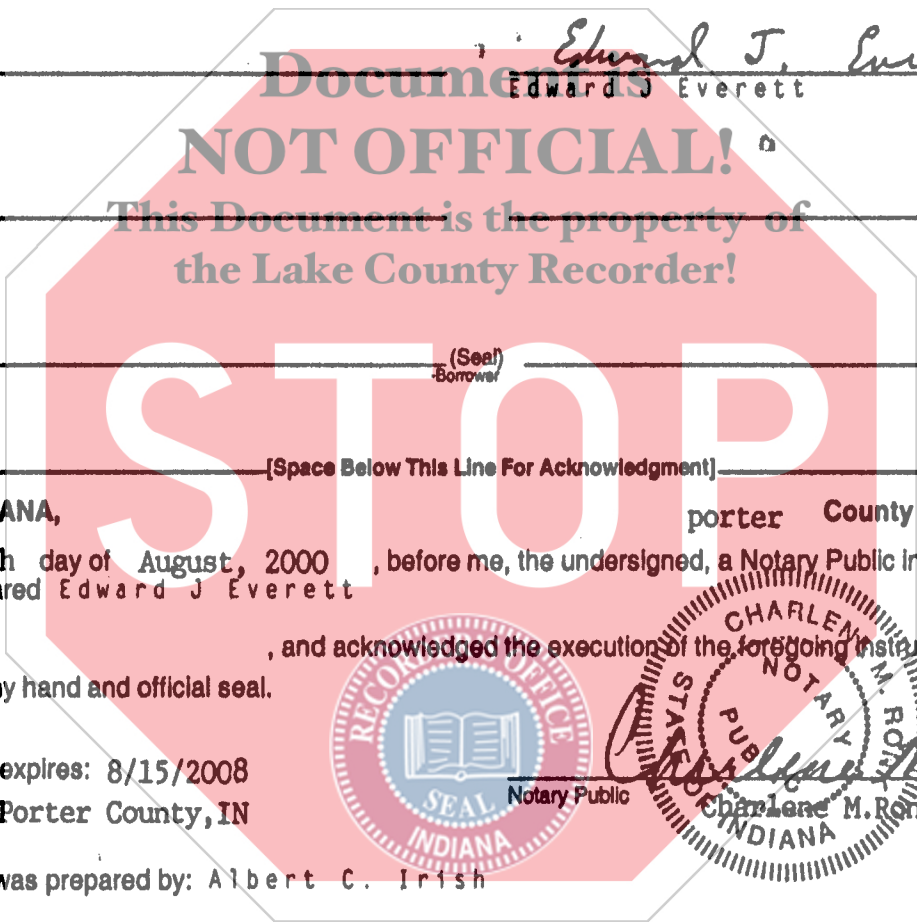 Edward J. Eve
Edward J Everett
Document is
NOT OFFICIAL!
This Document is the property of
the Lake County Recorder!
(Seal)
-Borrower
STOP
[Space Below This Line For Acknowledgment]
ANA, porter County
h day of August, 2000 , before me, the undersigned, a Notary Public in
red Edward J Everett
, and acknowledged the execution of the foregoing instru
y hand and official seal.
RECORDER'S OFFICE
SEAL
INDIANA
CHARLENE M. RON
NOTARY
PUBLIC
STATE OF INDIANA
expires: 8/15/2008
Notary Public
Porter County,IN
Charlene M.Ron
was prepared by: Albert C. Irish